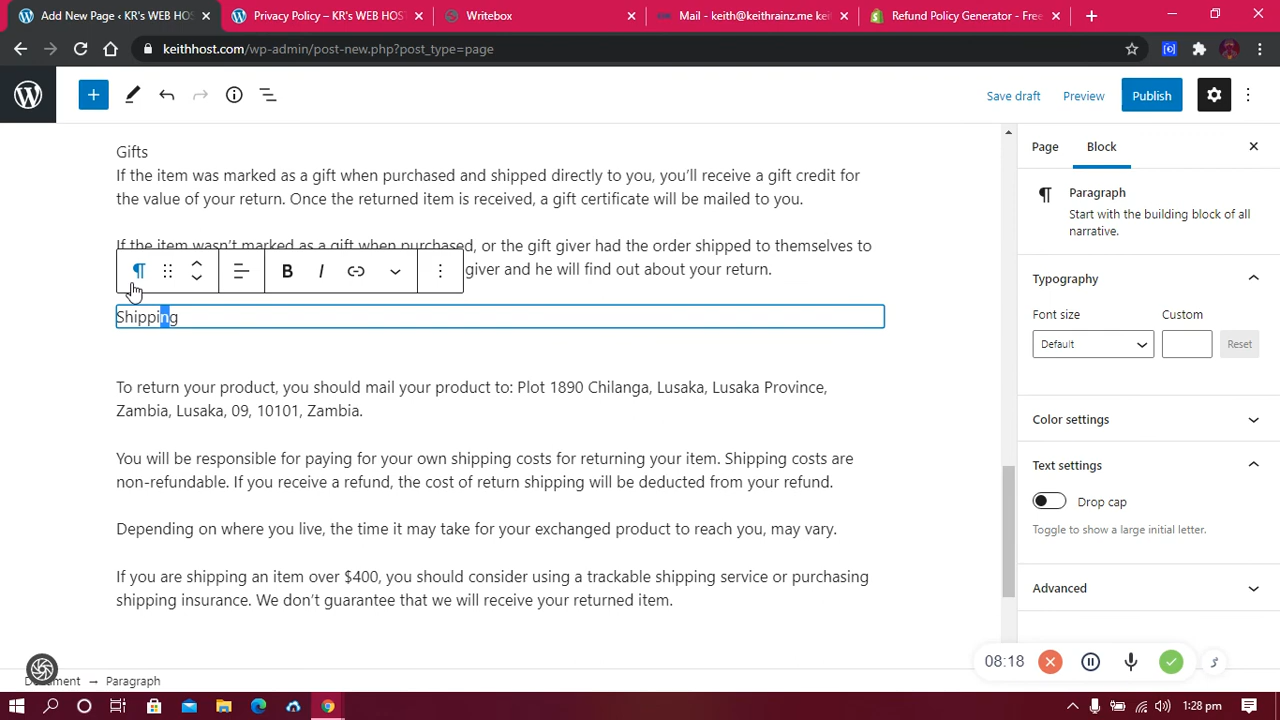 Add New Page ‹ KR's WEB HOS
Privacy Policy – KR's WEB HOST
Writebox
Mail - keith@keithrainz.me kei
Refund Policy Generator - Free
keithhost.com/wp-admin/post-new.php?post_type=page
Save draft
Preview
Publish
Gifts
If the item was marked as a gift when purchased and shipped directly to you, you'll receive a gift credit for
the value of your return. Once the returned item is received, a gift certificate will be mailed to you.
If the item wasn't marked as a gift when purchased, or the gift giver had the order shipped to themselves to
giver and he will find out about your return.
B I
Shipping
To return your product, you should mail your product to: Plot 1890 Chilanga, Lusaka, Lusaka Province,
Zambia, Lusaka, 09, 10101, Zambia.
You will be responsible for paying for your own shipping costs for returning your item. Shipping costs are
non-refundable. If you receive a refund, the cost of return shipping will be deducted from your refund.
Depending on where you live, the time it may take for your exchanged product to reach you, may vary.
If you are shipping an item over $400, you should consider using a trackable shipping service or purchasing
shipping insurance. We don't guarantee that we will receive your returned item.
Page
Block
Paragraph
Start with the building block of all
narrative.
Typography
Font size
Custom
Default
Reset
Color settings
Text settings
Drop cap
Toggle to show a large initial letter.
Advanced
08:18
Document → Paragraph
1:28 pm